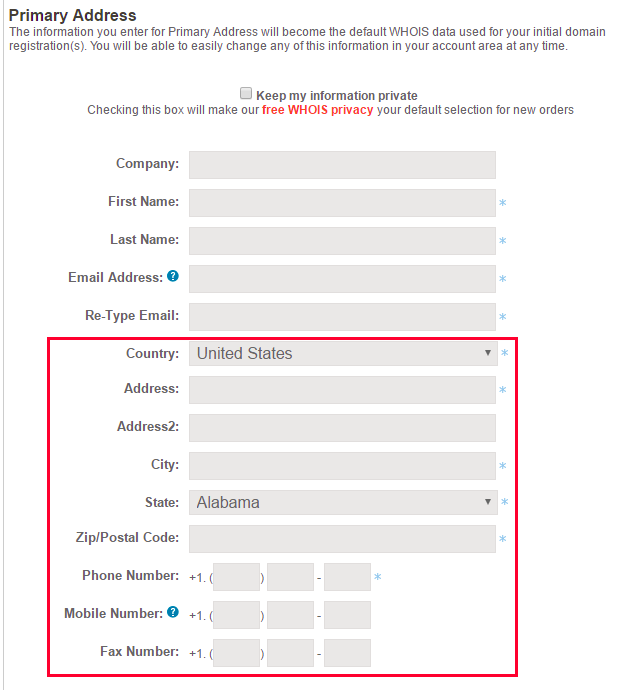 Primary Address
The information you enter for Primary Address will become the default WHOIS data used for your initial domain
registration(s). You will be able to easily change any of this information in your account area at any time.
Keep my information private
Checking this box will make our free WHOIS privacy your default selection for new orders
Company:
First Name: *
Last Name: *
Email Address: ? *
Re-Type Email: *
Country: United States *
Address: *
Address2:
City: *
State: Alabama *
Zip/Postal Code: *
Phone Number: +1. ( ) - *
Mobile Number: ? +1. ( ) -
Fax Number: +1. ( ) -